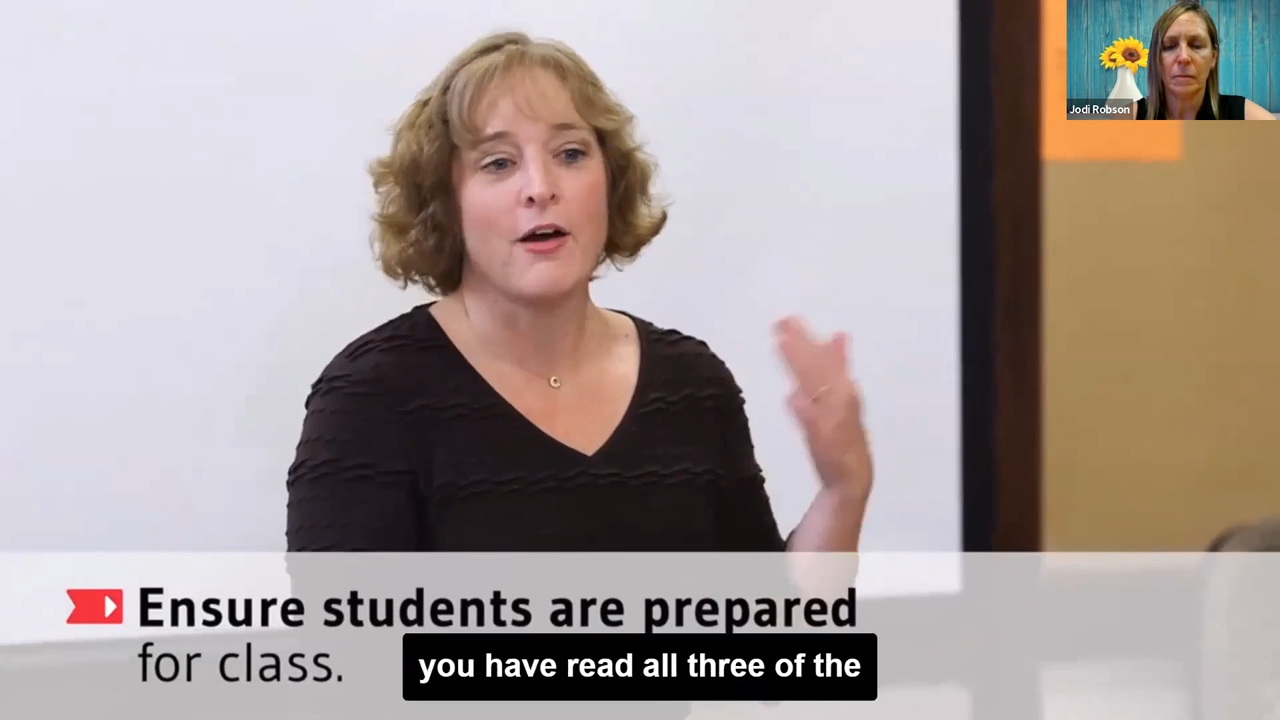 Jodi Robson
Ensure students are prepared
for class.
you have read all three of the